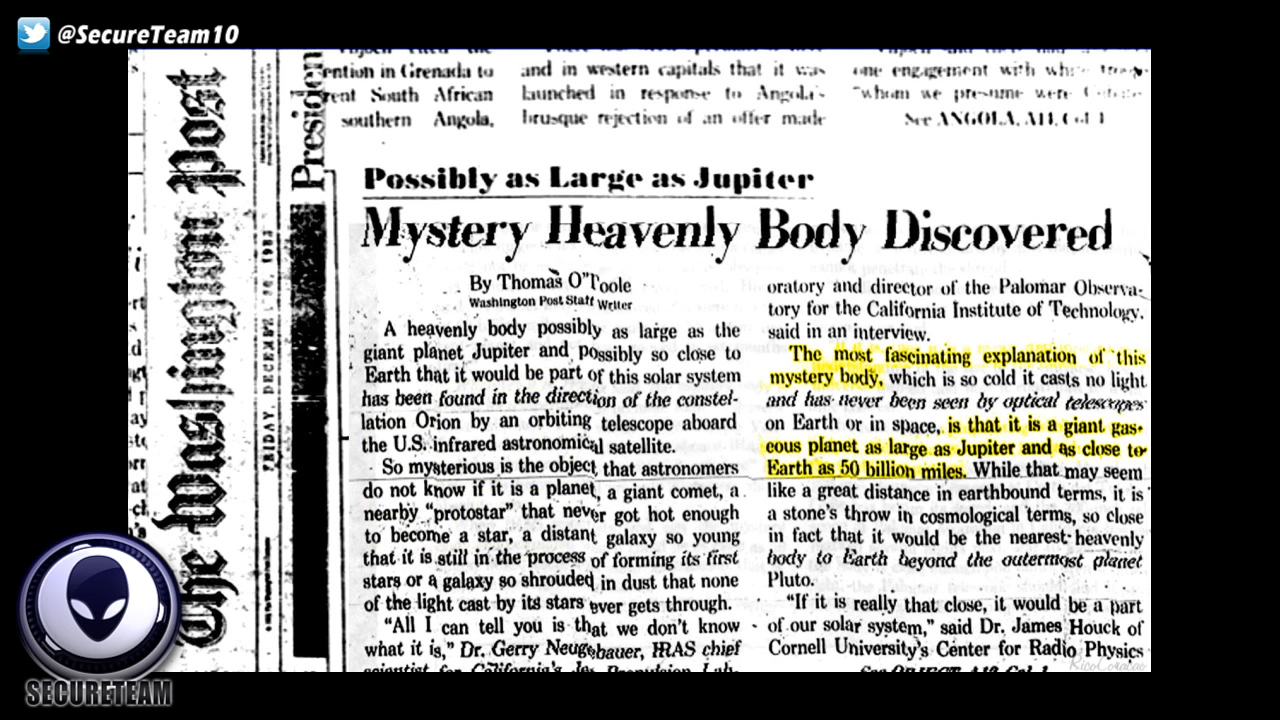 @SecureTeam10
The Washington Post
FRIDAY, DECEMBER 30, 1983
Presiden
ention in Grenada to
rent South African
southern Angola,
and in western capitals that it was
launched in response to Angola's
brusque rejection of an offer made
one engagement with
"whom we presume were
See ANGOLA, A14, Col. 1
Possibly as Large as Jupiter
Mystery Heavenly Body Discovered
By Thomas O'Toole
Washington Post Staff Writer
A heavenly body possibly as large as the
giant planet Jupiter and possibly so close to
Earth that it would be part of this solar system
has been found in the direction of the constel-
lation Orion by an orbiting telescope aboard
the U.S. infrared astronomical satellite.
So mysterious is the object that astronomers
do not know if it is a planet, a giant comet, a
nearby "protostar" that never got hot enough
to become a star, a distant galaxy so young
that it is still in the process of forming its first
stars or a galaxy so shrouded in dust that none
of the light cast by its stars ever gets through.
"All I can tell you is that we don't know
what it is," Dr. Gerry Neugebauer, IRAS chief
scientist for California's Jet Propulsion Lab-
oratory and director of the Palomar Observa-
tory for the California Institute of Technology,
said in an interview.
The most fascinating explanation of this
mystery body, which is so cold it casts no light
and has never been seen by optical telescopes
on Earth or in space, is that it is a giant gas-
eous planet as large as Jupiter and as close to
Earth as 50 billion miles. While that may seem
like a great distance in earthbound terms, it is
a stone's throw in cosmological terms, so close
in fact that it would be the nearest heavenly
body to Earth beyond the outermost planet
Pluto.
"If it is really that close, it would be a part
of our solar system," said Dr. James Houck of
Cornell University's Center for Radio Physics
RicoCuracao
SECURETEAM